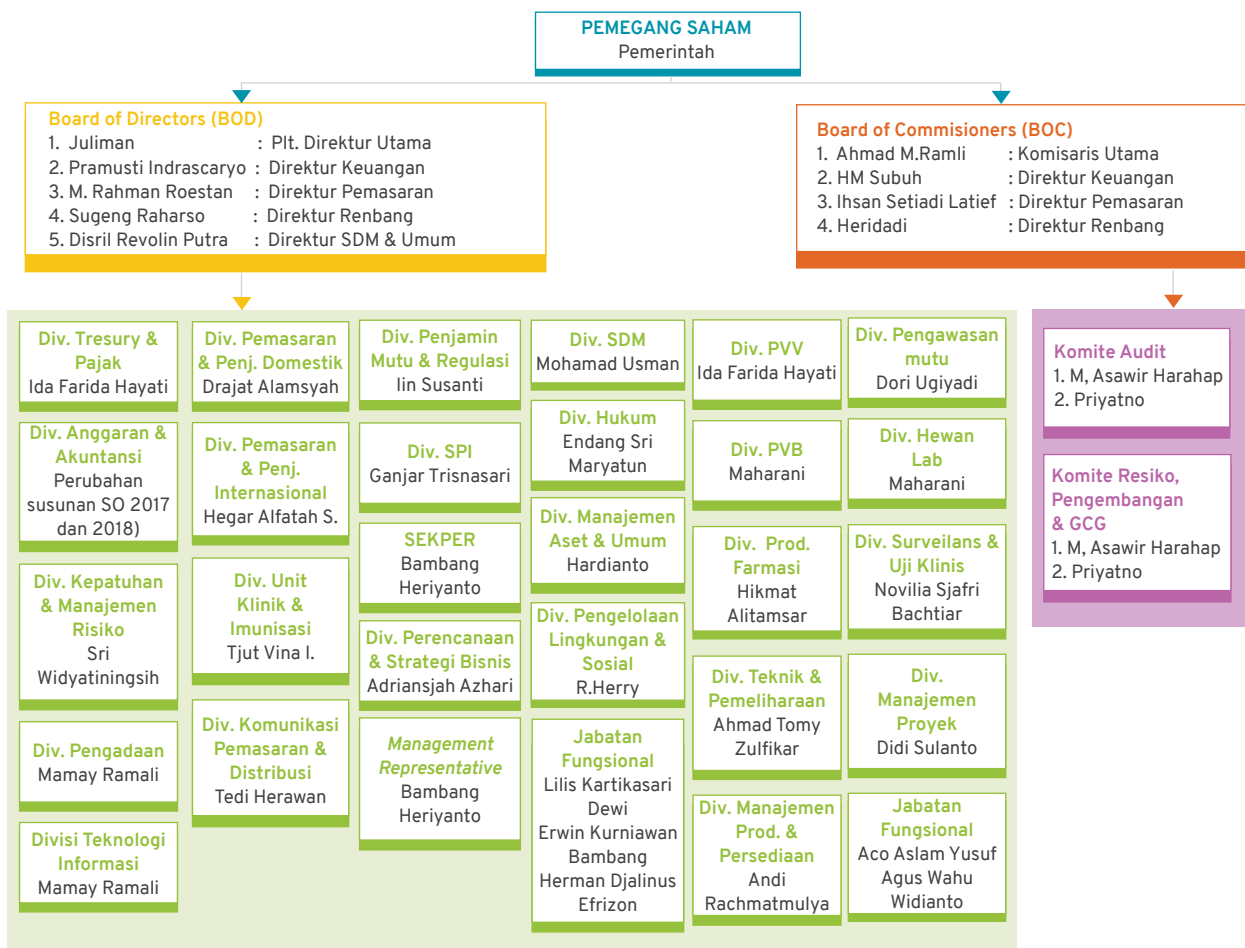 PEMEGANG SAHAM
Pemerintah
Board of Directors (BOD)
1. Juliman : Plt. Direktur Utama
2. Pramusti Indrascaryo : Direktur Keuangan
3. M. Rahman Roestan : Direktur Pemasaran
4. Sugeng Raharso : Direktur Renbang
5. Disril Revolin Putra : Direktur SDM & Umum
Board of Commisioners (BOC)
1. Ahmad M.Ramli : Komisaris Utama
2. HM Subuh : Direktur Keuangan
3. Ihsan Setiadi Latief : Direktur Pemasaran
4. Heridadi : Direktur Renbang
Div. Tresury &
Pajak
Ida Farida Hayati
Div. Anggaran &
Akuntansi
Perubahan
susunan SO 2017
dan 2018)
Div. Kepatuhan
& Manajemen
Risiko
Sri
Widyatiningsih
Div. Pengadaan
Mamay Ramali
Divisi Teknologi
Informasi
Mamay Ramali
Div. Pemasaran
& Penj. Domestik
Drajat Alamsyah
Div. Pemasaran
& Penj.
Internasional
Hegar Alfatah S.
Div. Unit
Klinik &
Imunisasi
Tjut Vina I.
Div. Komunikasi
Pemasaran &
Distribusi
Tedi Herawan
Div. Penjamin
Mutu & Regulasi
Iin Susanti
Div. SPI
Ganjar Trisnasari
SEKPER
Bambang
Heriyanto
Div. Perencanaan
& Strategi Bisnis
Adriansjah Azhari
Management
Representative
Bambang
Heriyanto
Div. SDM
Mohamad Usman
Div. Hukum
Endang Sri
Maryatun
Div. Manajemen
Aset & Umum
Hardianto
Div. Pengelolaan
Lingkungan &
Sosial
R.Herry
Jabatan
Fungsional
Lilis Kartikasari
Dewi
Erwin Kurniawan
Bambang
Herman Djalinus
Efrizon
Div. PVV
Ida Farida Hayati
Div. PVB
Maharani
Div. Prod.
Farmasi
Hikmat
Alitamsar
Div. Teknik &
Pemeliharaan
Ahmad Tomy
Zulfikar
Div. Manajemen
Prod. &
Persediaan
Andi
Rachmatmulya
Div. Pengawasan
mutu
Dori Ugiyadi
Div. Hewan
Lab
Maharani
Div. Surveilans &
Uji Klinis
Novilia Sjafri
Bachtiar
Div.
Manajemen
Proyek
Didi Sulanto
Jabatan
Fungsional
Aco Aslam Yusuf
Agus Wahu
Widianto
Komite Audit
1. M, Asawir Harahap
2. Priyatno
Komite Resiko,
Pengembangan
& GCG
1. M, Asawir Harahap
2. Priyatno